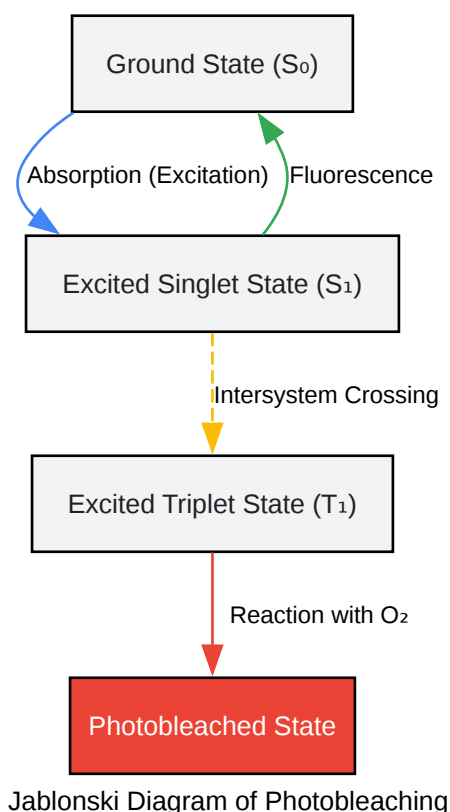 Ground State (S₀)
Absorption (Excitation)
Fluorescence
Excited Singlet State (S₁)
Intersystem Crossing
Excited Triplet State (T₁)
Reaction with O₂
Photobleached State
Jablonski Diagram of Photobleaching